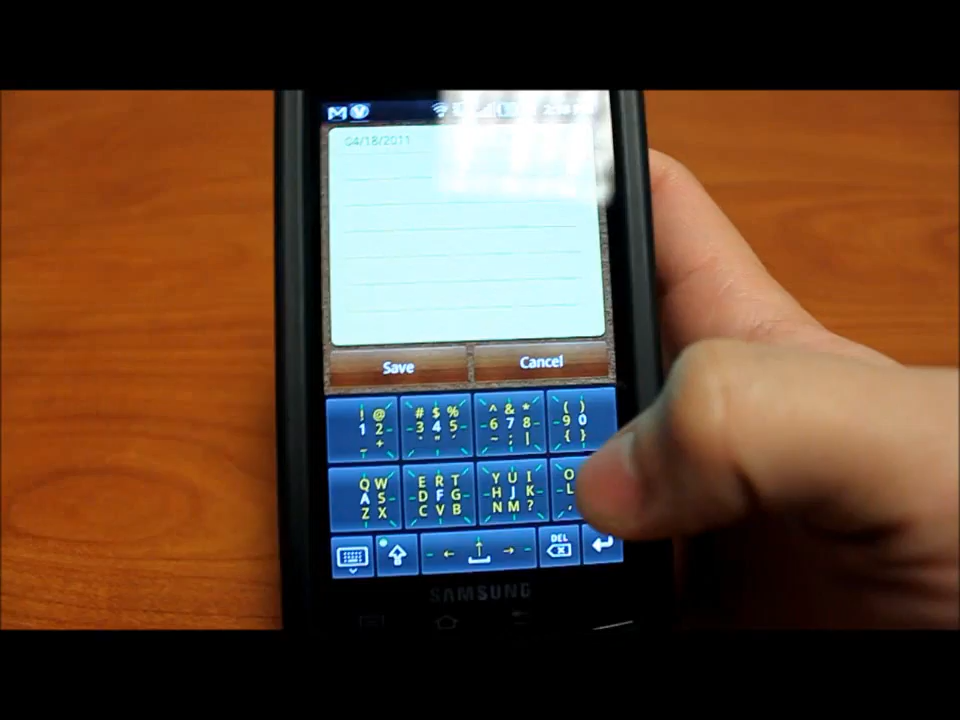 04/18/2011
Save Cancel
! @ # $ % ^ & * ( )
1 2 3 4 5 6 7 8 9 0
_ + ` " ' ~ ; : | { }
Q W E R T Y U I O
A S D F G H J K L
Z X C V B N M ? ,
DEL
SAMSUNG